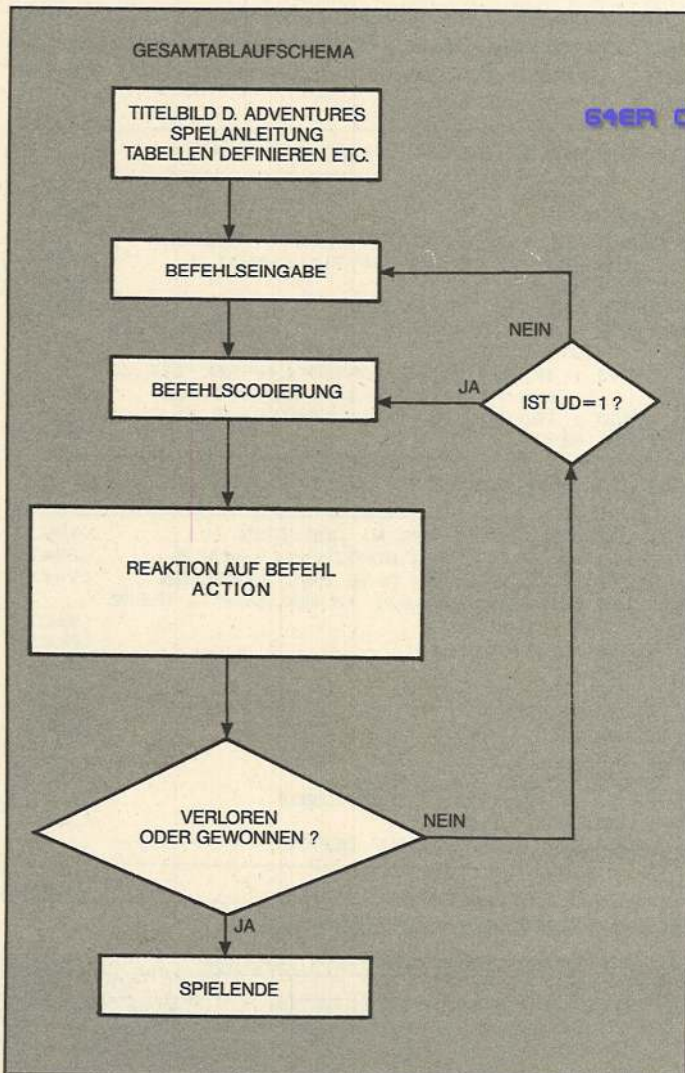 GESAMTABLAUFSCHEMA
TITELBILD D. ADVENTURES
SPIELANLEITUNG
TABELLEN DEFINIEREN ETC.
64ER
BEFEHLSEINGABE
NEIN
BEFEHLSCODIERUNG
JA
IST UD=1 ?
REAKTION AUF BEFEHL
ACTION
VERLOREN
ODER GEWONNEN ?
NEIN
JA
SPIELENDE